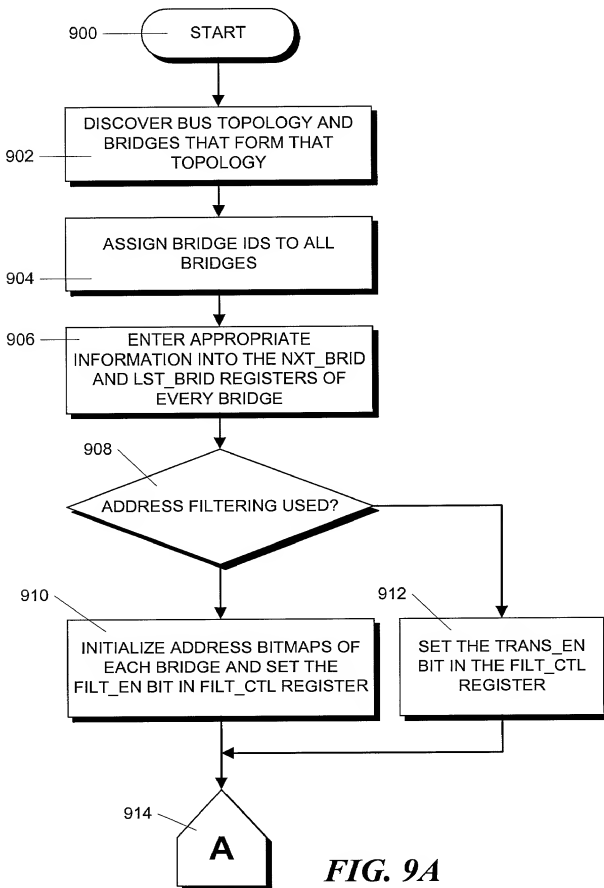 900
START
DISCOVER BUS TOPOLOGY AND
BRIDGES THAT FORM THAT
TOPOLOGY
902
ASSIGN BRIDGE IDS TO ALL
BRIDGES
904
906
ENTER APPROPRIATE
INFORMATION INTO THE NXT_BRID
AND LST_BRID REGISTERS OF
EVERY BRIDGE
908
ADDRESS FILTERING USED?
910
INITIALIZE ADDRESS BITMAPS OF
EACH BRIDGE AND SET THE
FILT_EN BIT IN FILT_CTL REGISTER
912
SET THE TRANS_EN
BIT IN THE FILT_CTL
REGISTER
914
A
FIG. 9A